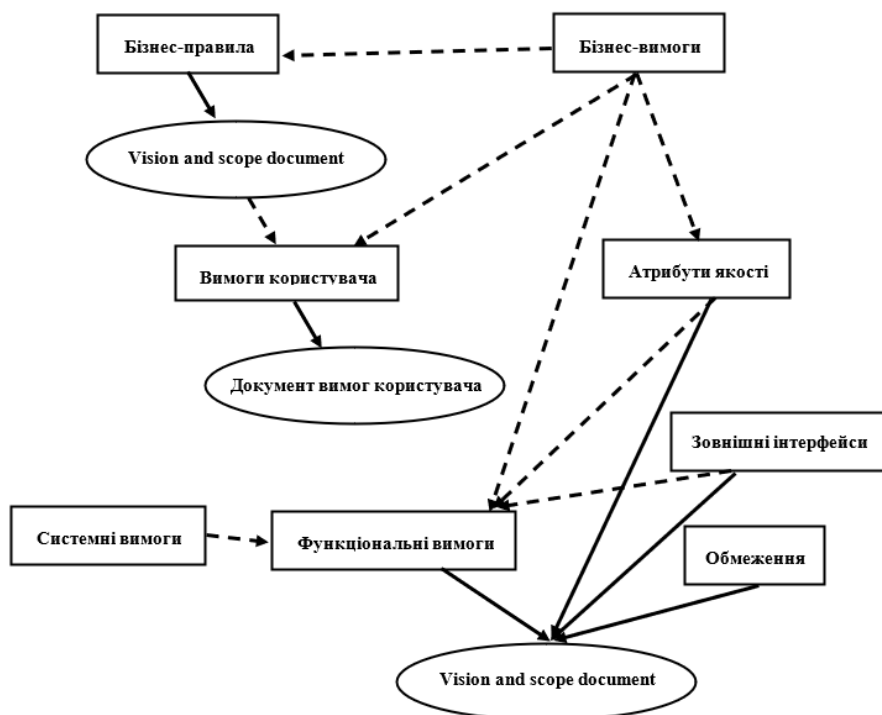 Бізнес-правила
Бізнес-вимоги
Vision and scope document
Вимоги користувача
Атрибути якості
Документ вимог користувача
Зовнішні інтерфейси
Системні вимоги
Функціональні вимоги
Обмеження
Vision and scope document